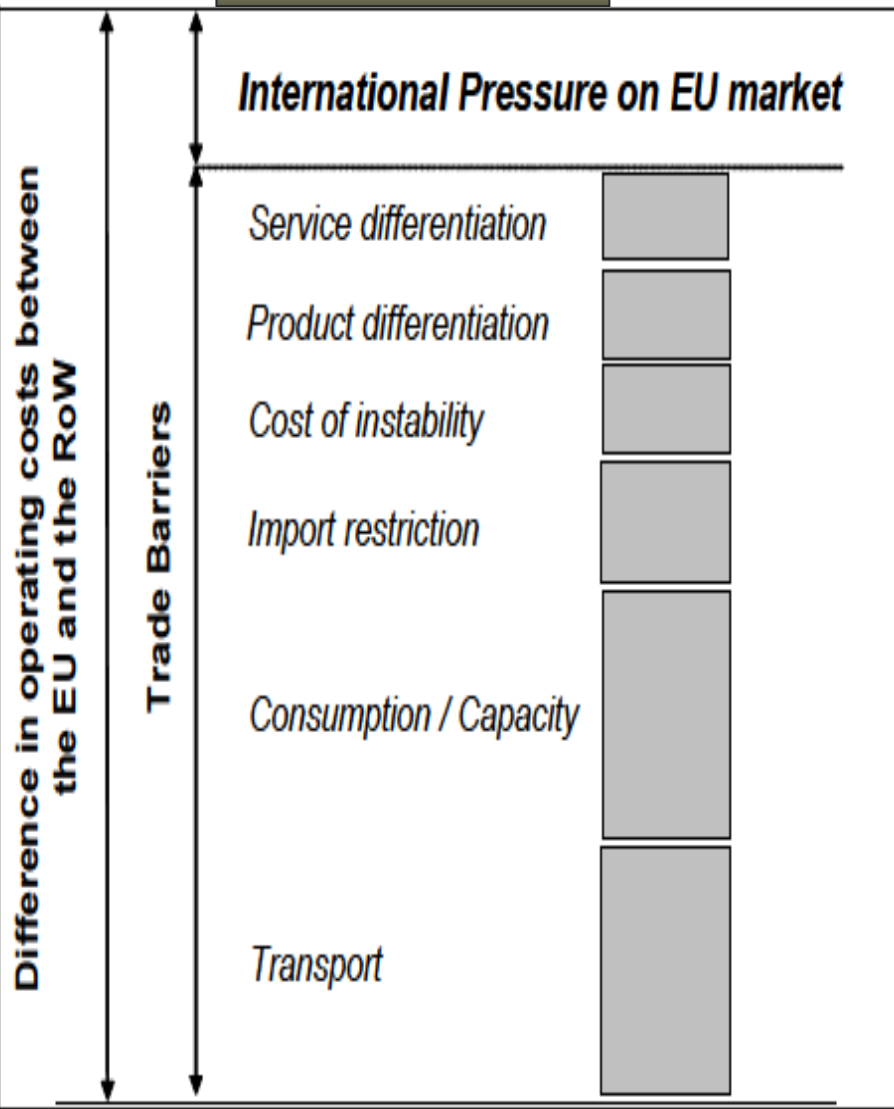 International Pressure on EU market
Service differentiation
Product differentiation
Cost of instability
Import restriction
Consumption / Capacity
Transport
Trade Barriers
Difference in operating costs between
the EU and the RoW